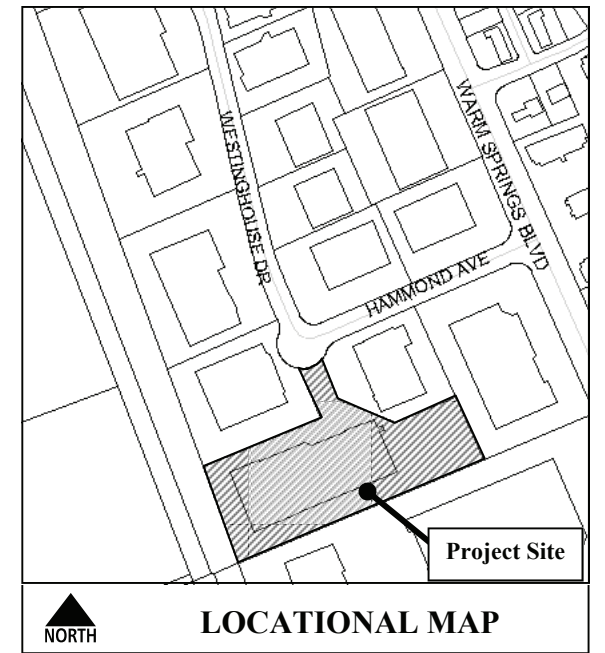 WARM SPRINGS BLVD
WESTINGHOUSE DR
HAMMOND AVE
Project Site
NORTH
LOCATIONAL MAP